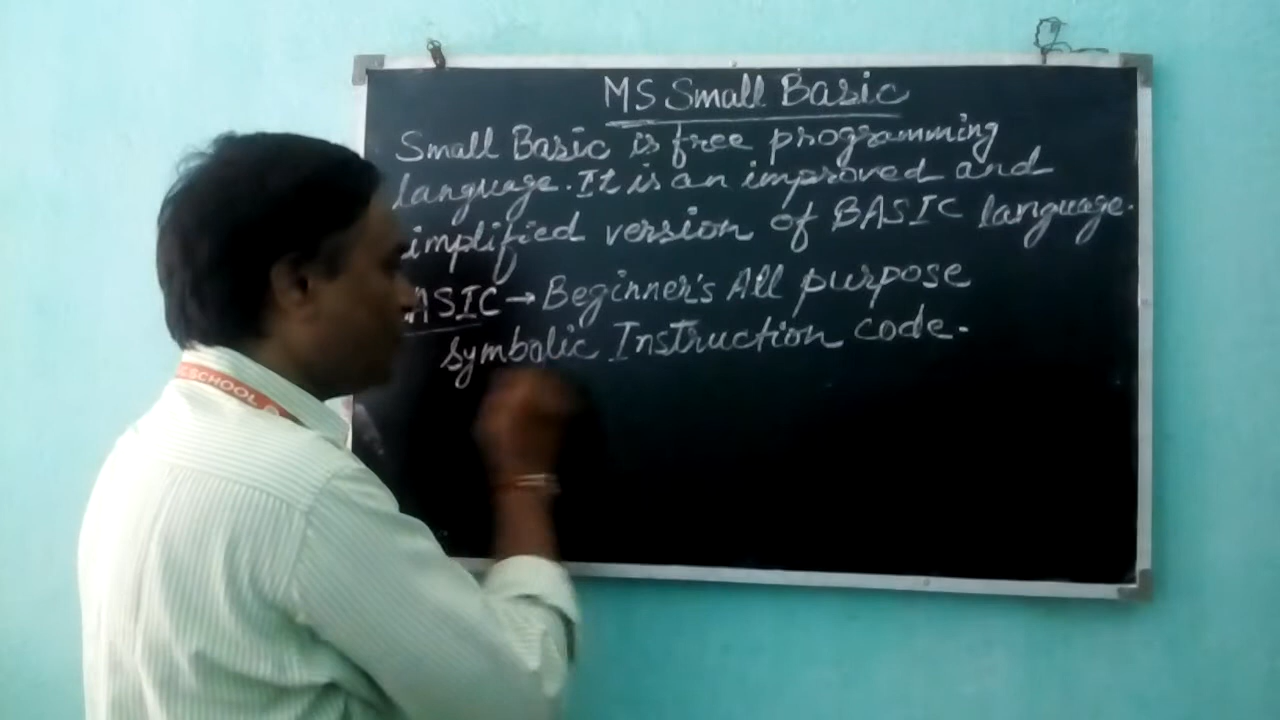 MS Small Basic
Small Basic is free programming
language. It is an improved and
implified version of BASIC language.
ASIC → Beginner's All purpose
symbolic Instruction code.
SCHOOL